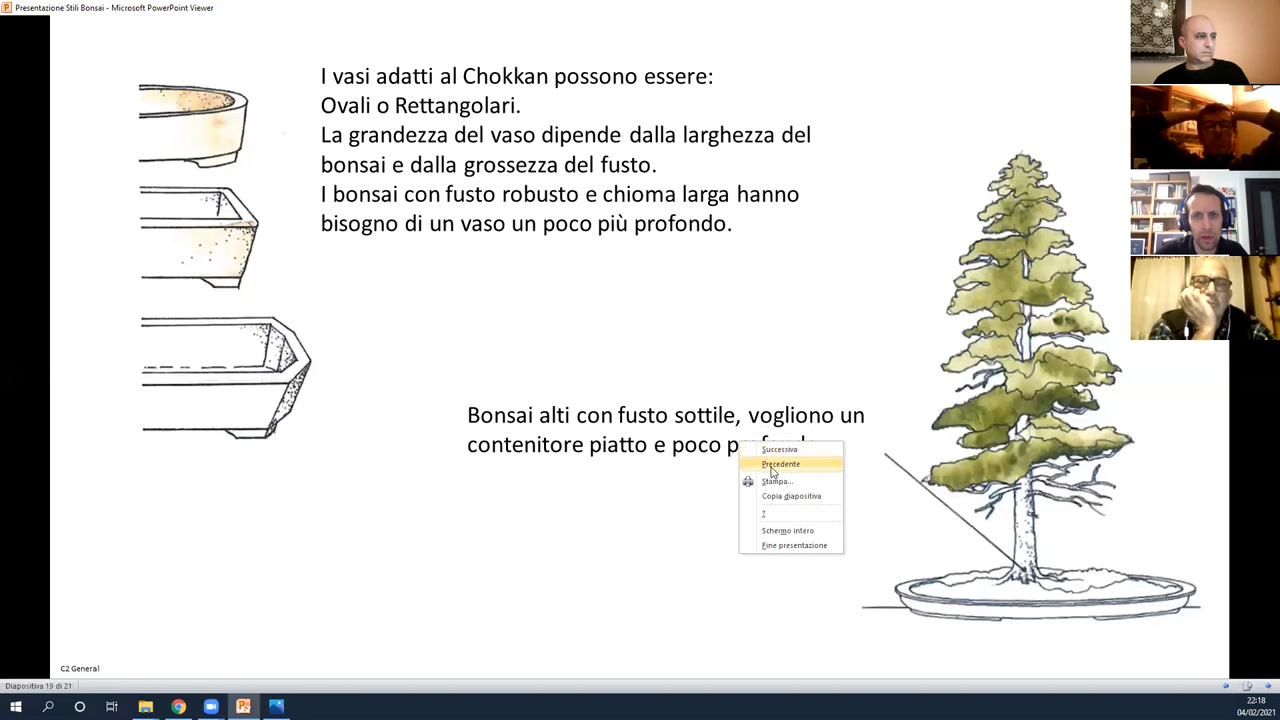 Presentazione Stili Bonsai - Microsoft PowerPoint Viewer
I vasi adatti al Chokkan possono essere:
Ovali o Rettangolari.
La grandezza del vaso dipende dalla larghezza del
bonsai e dalla grossezza del fusto.
I bonsai con fusto robusto e chioma larga hanno
bisogno di un vaso un poco più profondo.
Bonsai alti con fusto sottile, vogliono un
contenitore piatto e poco
Successiva
Precedente
Stampa...
Copia diapositiva
?
Schermo intero
Fine presentazione
C2 General
Diapositiva 19 di 21
22:18
04/02/2021